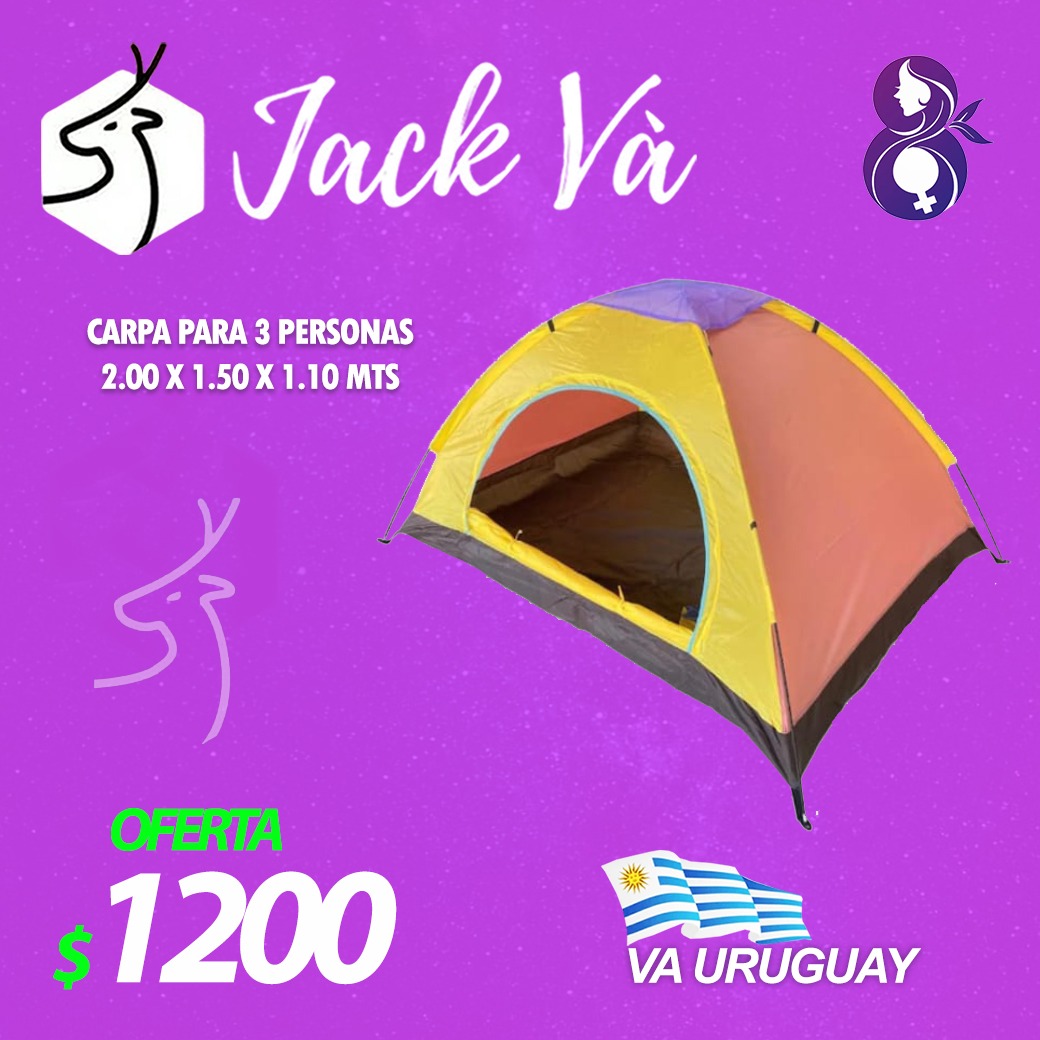 Jack Và
CARPA PARA 3 PERSONAS
2.00 X 1.50 X 1.10 MTS
OFERTA
$ 1200
VA URUGUAY